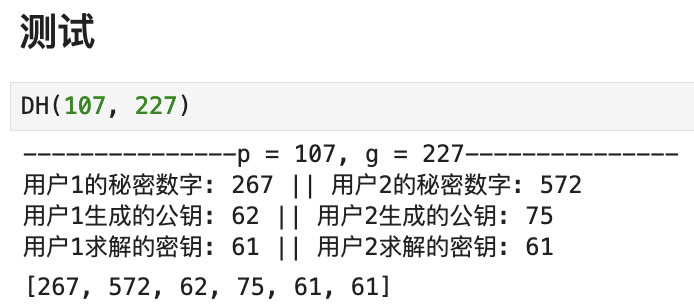 测试
DH(107, 227)
---------------p = 107, g = 227---------------
用户1的秘密数字: 267 || 用户2的秘密数字: 572
用户1生成的公钥: 62 || 用户2生成的公钥: 75
用户1求解的密钥: 61 || 用户2求解的密钥: 61
[267, 572, 62, 75, 61, 61]